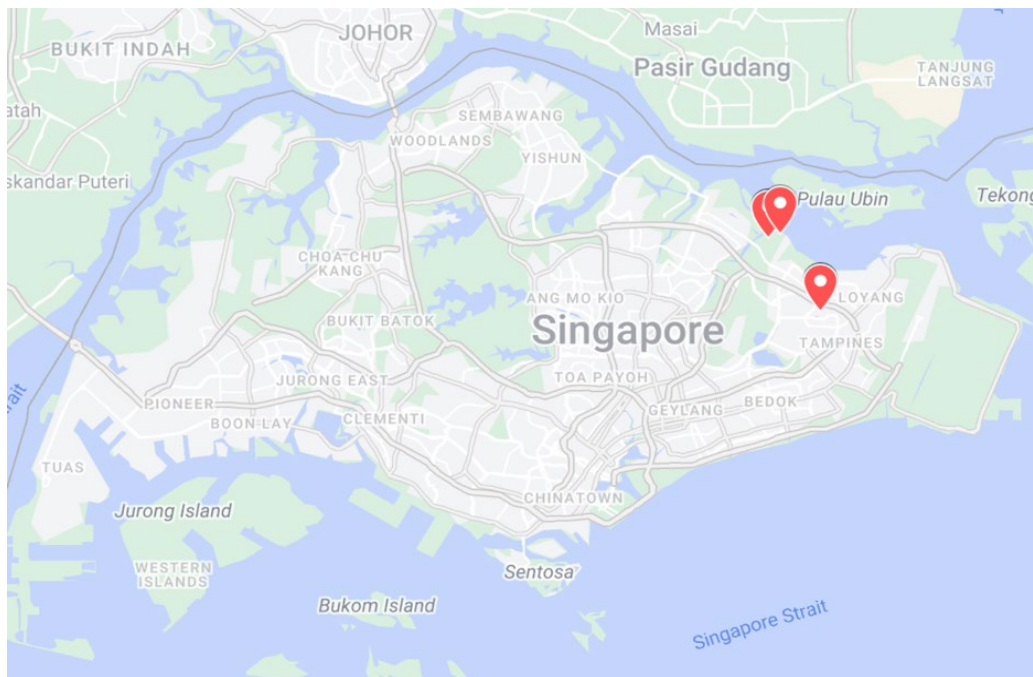 JOHOR
Masai
BUKIT INDAH
Pasir Gudang
TANJUNG
LANGSAT
atah
SEMBAWANG
WOODLANDS
YISHUN
skandar Puteri
Pulau Ubin
Tekong
CHOA CHU
KANG
ANG MO KIO
LOYANG
BUKIT BATOK
Singapore
TAMPINES
JURONG EAST
TOA PAYOH
rait
PIONEER
BOON LAY
CLEMENTI
GEYLANG
BEDOK
TUAS
CHINATOWN
Jurong Island
WESTERN
ISLANDS
Sentosa
Bukom Island
Singapore Strait